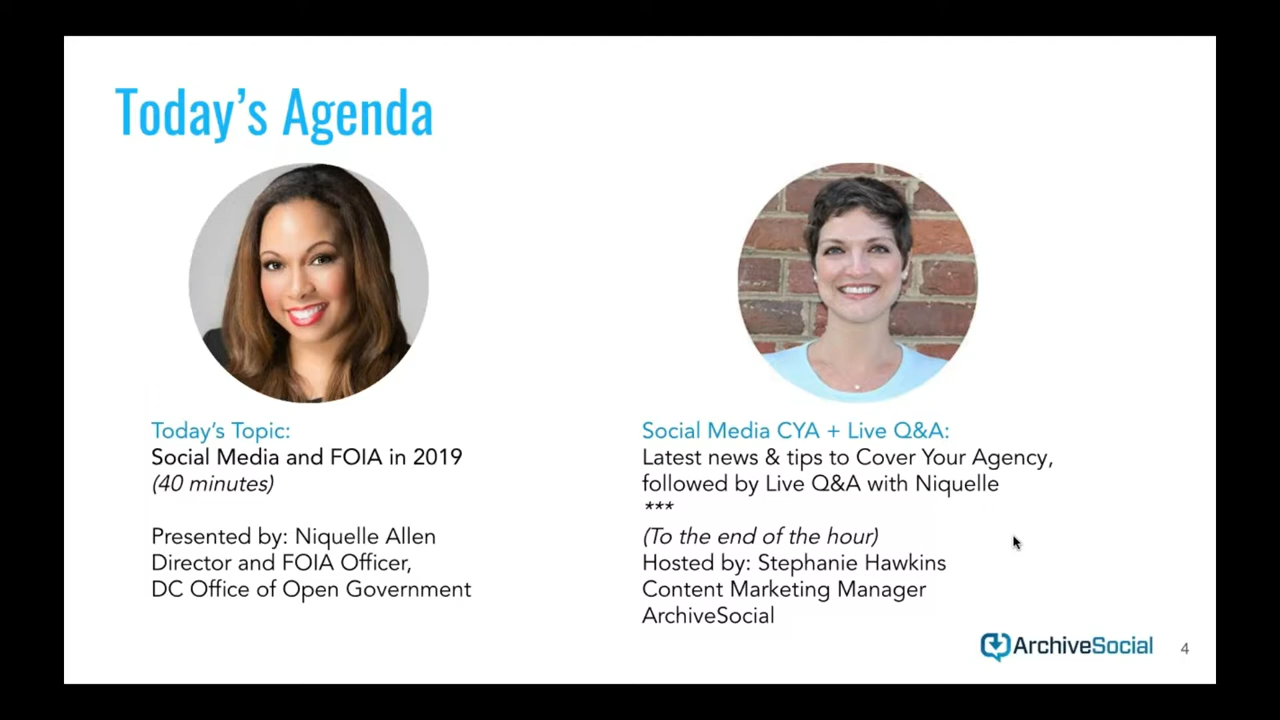 Today's Agenda
Today's Topic:
Social Media and FOIA in 2019
(40 minutes)
Presented by: Niquelle Allen
Director and FOIA Officer,
DC Office of Open Government
Social Media CYA + Live Q&A:
Latest news & tips to Cover Your Agency,
followed by Live Q&A with Niquelle
***
(To the end of the hour)
Hosted by: Stephanie Hawkins
Content Marketing Manager
ArchiveSocial
ArchiveSocial
4